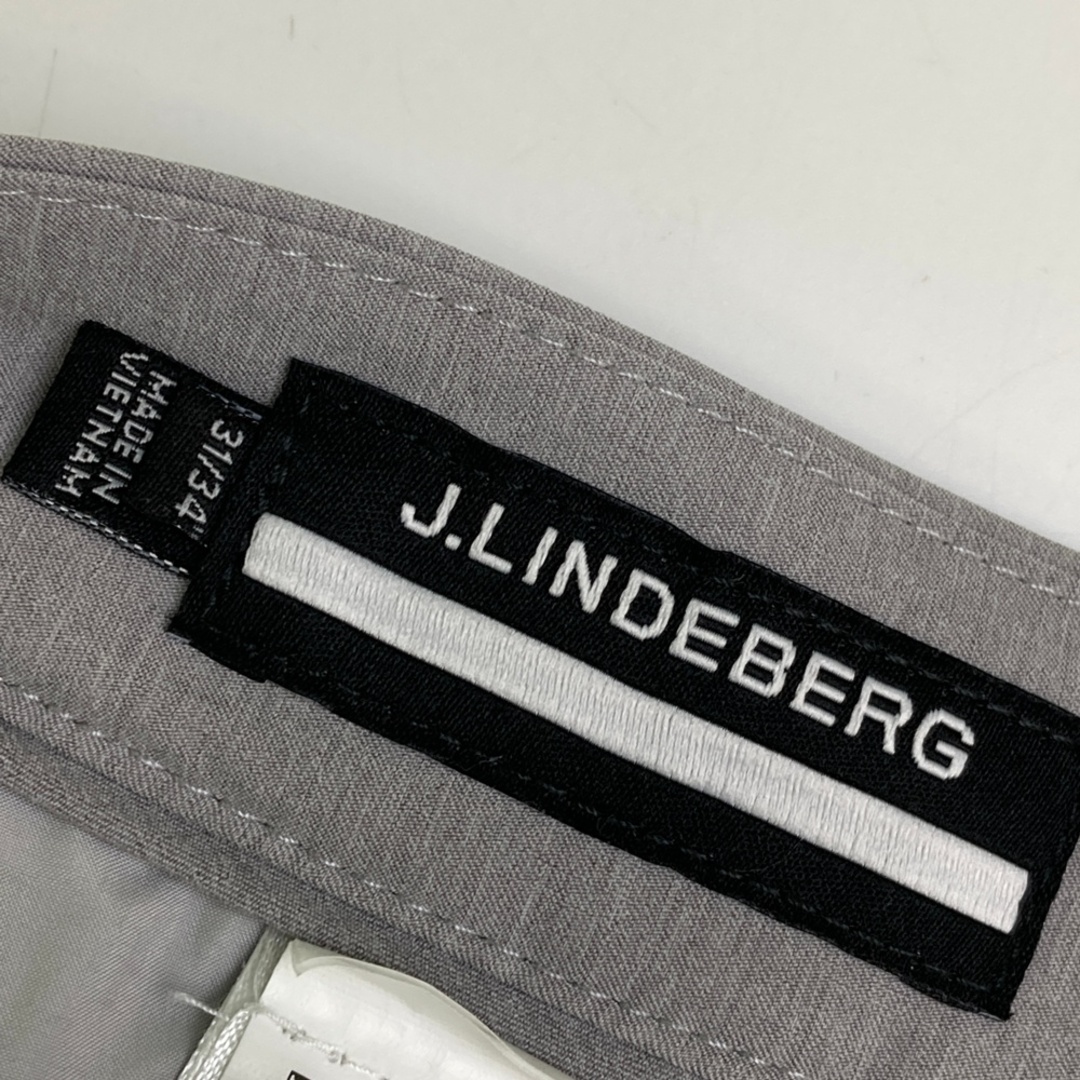 J.LINDEBERG
31/34
MADE IN
VIETNAM